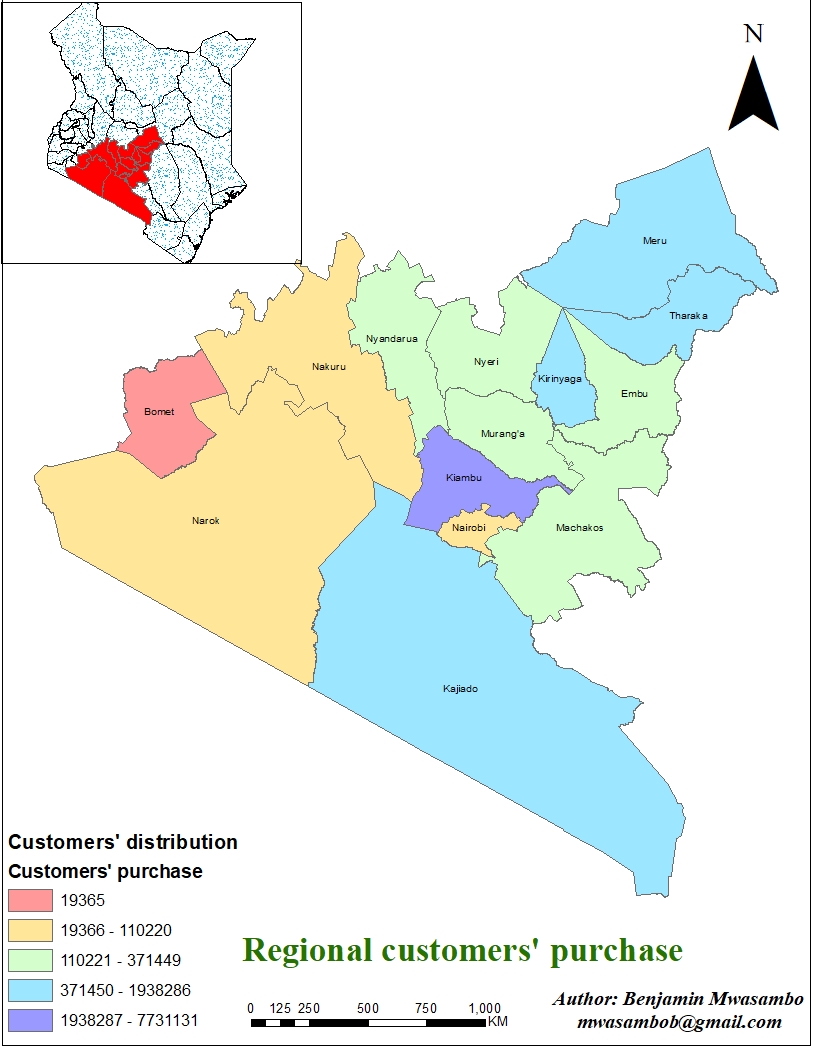 N
Meru
Tharaka
Nyandarua
Nyeri
Nakuru
Kirinyaga
Embu
Bomet
Murang'a
Kiambu
Narok
Nairobi
Machakos
Kajiado
Customers' distribution
Customers' purchase
19365
19366 - 110220
110221 - 371449
371450 - 1938286
1938287 - 7731131
Regional customers' purchase
0 125 250 500 750 1,000
KM
Author: Benjamin Mwasambo
mwasambob@gmail.com